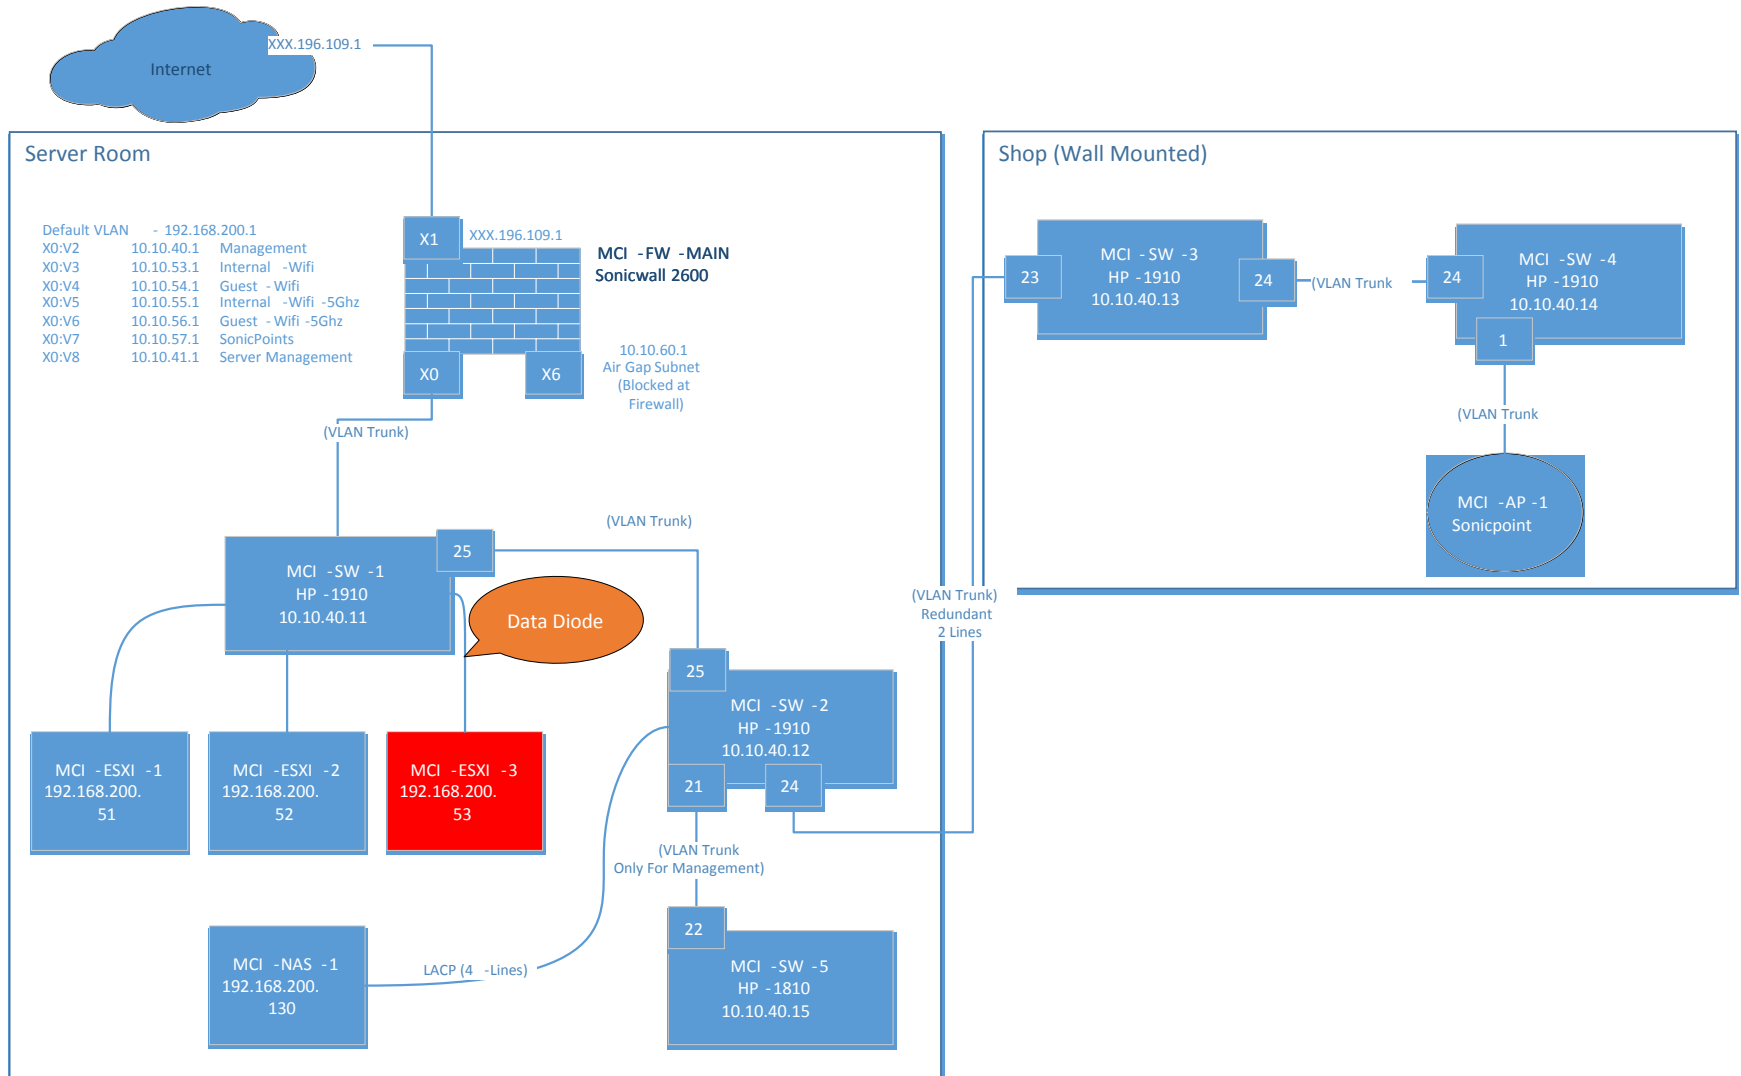 XXX.196.109.1
Internet
Server Room
Default VLAN - 192.168.200.1
X0:V2 10.10.40.1 Management
X0:V3 10.10.53.1 Internal -Wifi
X0:V4 10.10.54.1 Guest - Wifi
X0:V5 10.10.55.1 Internal -Wifi -5Ghz
X0:V6 10.10.56.1 Guest - Wifi -5Ghz
X0:V7 10.10.57.1 SonicPoints
X0:V8 10.10.41.1 Server Management
X1
XXX.196.109.1
MCI -FW -MAIN
Sonicwall 2600
X0
X6
10.10.60.1
Air Gap Subnet
(Blocked at
Firewall)
(VLAN Trunk)
25
MCI -SW -1
HP -1910
10.10.40.11
(VLAN Trunk)
Data Diode
MCI -ESXI -1
192.168.200.
51
MCI -ESXI -2
192.168.200.
52
MCI -ESXI -3
192.168.200.
53
25
MCI -SW -2
HP -1910
10.10.40.12
21
24
(VLAN Trunk
Only For Management)
22
MCI -SW -5
HP -1810
10.10.40.15
MCI -NAS -1
192.168.200.
130
LACP (4 -Lines)
(VLAN Trunk)
Redundant
2 Lines
Shop (Wall Mounted)
23
MCI -SW -3
HP -1910
10.10.40.13
24
(VLAN Trunk
24
MCI -SW -4
HP -1910
10.10.40.14
1
(VLAN Trunk
MCI -AP -1
Sonicpoint